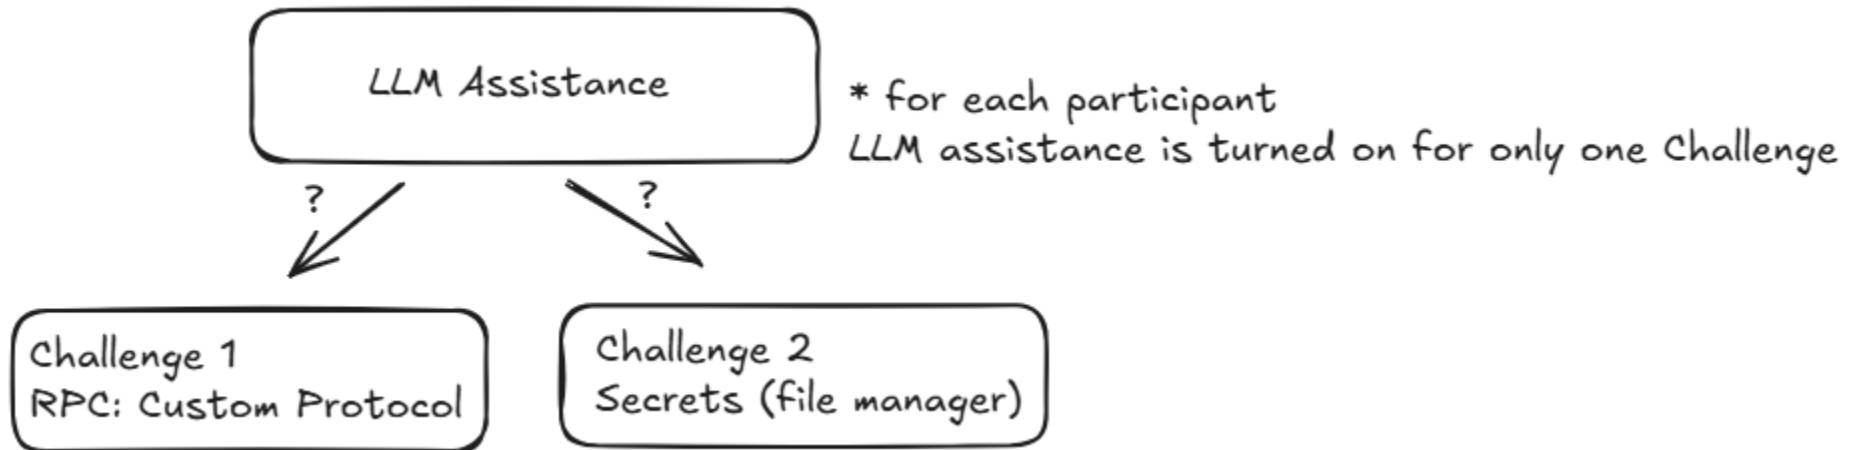 LLM Assistance
* for each participant
LLM assistance is turned on for only one Challenge
?
?
Challenge 1
RPC: Custom Protocol
Challenge 2
Secrets (file manager)